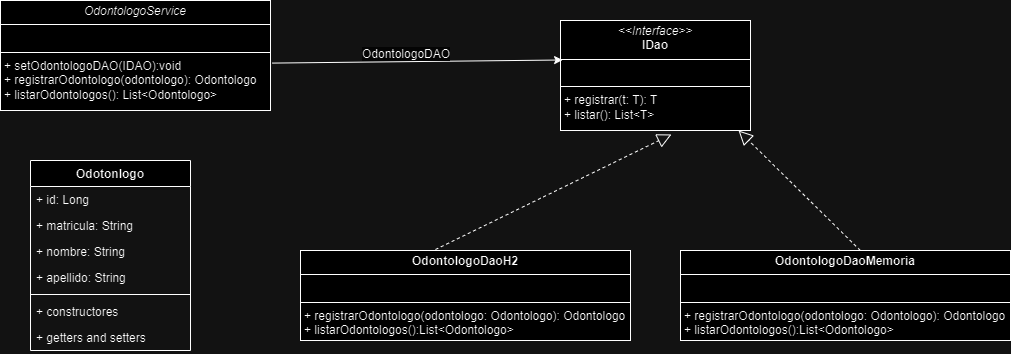 OdontologoService
+ setOdontologoDAO(IDAO):void
+ registrarOdontologo(odontologo): Odontologo
+ listarOdontologos(): List<Odontologo>
OdontologoDAO
<<Interface>>
IDao
+ registrar(t: T): T
+ listar(): List<T>
Odotonlogo
+ id: Long
+ matricula: String
+ nombre: String
+ apellido: String
+ constructores
+ getters and setters
OdontologoDaoH2
+ registrarOdontologo(odontologo: Odontologo): Odontologo
+ listarOdontologos():List<Odontologo>
OdontologoDaoMemoria
+ registrarOdontologo(odontologo: Odontologo): Odontologo
+ listarOdontologos():List<Odontologo>